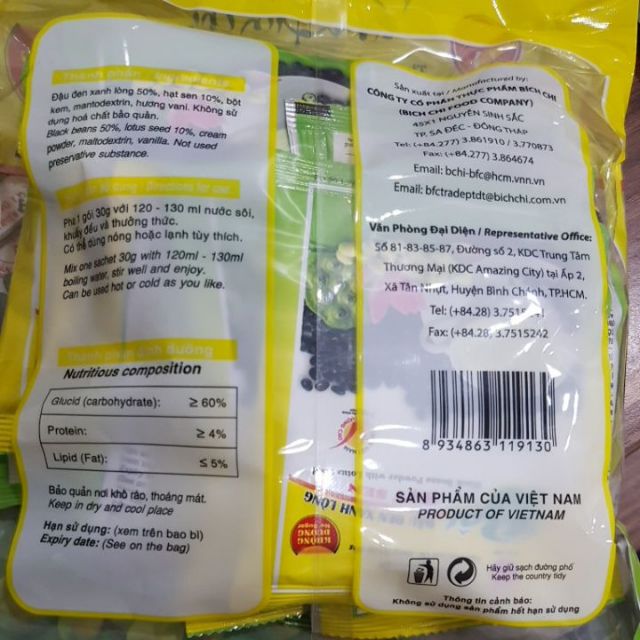 Thành phần / Ingredients
Đậu đen xanh lòng 50%, hạt sen 10%, bột
kem, mantodextrin, hương vani. Không sử
dụng hoá chất bảo quản.
Black beans 50%, lotus seed 10%, cream
powder, maltodextrin, vanilla. Not used
preservative substance.
Directions for use
Pha 1 gói 30g với 120 - 130 ml nước sôi,
khuấy đều và thưởng thức.
Có thể dùng nóng hoặc lạnh tùy thích.
Mix one sachet 30g with 120ml - 130ml
boiling water, stir well and enjoy.
Can be used hot or cold as you like.
Thành phần dinh dưỡng
Nutritious composition
Glucid (carbohydrate): ≥ 60%
Protein: ≥ 4%
Lipid (Fat): ≤ 5%
Bảo quản nơi khô ráo, thoáng mát.
Keep in dry and cool place
Hạn sử dụng: (xem trên bao bì)
Expiry date: (See on the bag)
Sản xuất tại / Manufactured by:
CÔNG TY CỔ PHẦN THỰC PHẨM BÍCH CHI
(BICH CHI FOOD COMPANY)
45X1 NGUYỄN SINH SẮC
TP. SA ĐÉC - ĐỒNG THÁP
Tel: (+84.277) 3.861910 / 3.770873
Fax: (+84.277) 3.864674
Email: bchi-bfc@hcm.vnn.vn
Email: bfctradeptdt@bichchi.com.vn
Văn Phòng Đại Diện / Representative Office:
Số 81-83-85-87, Đường số 2, KDC Trung Tâm
Thương Mại (KDC Amazing City) tại Ấp 2,
Xã Tân Nhựt, Huyện Bình Chánh, TP.HCM.
Tel: (+84.28)
Fax: (+84.28) 3.7515242
8 934863 119130
SẢN PHẨM CỦA VIỆT NAM
PRODUCT OF VIETNAM
Hãy giữ sạch đường phố
Keep the country tidy
Thông tin cảnh báo:
Không sử dụng sản phẩm hết hạn sử dụng
KHÔNG
ĐƯỜNG
No Sugar